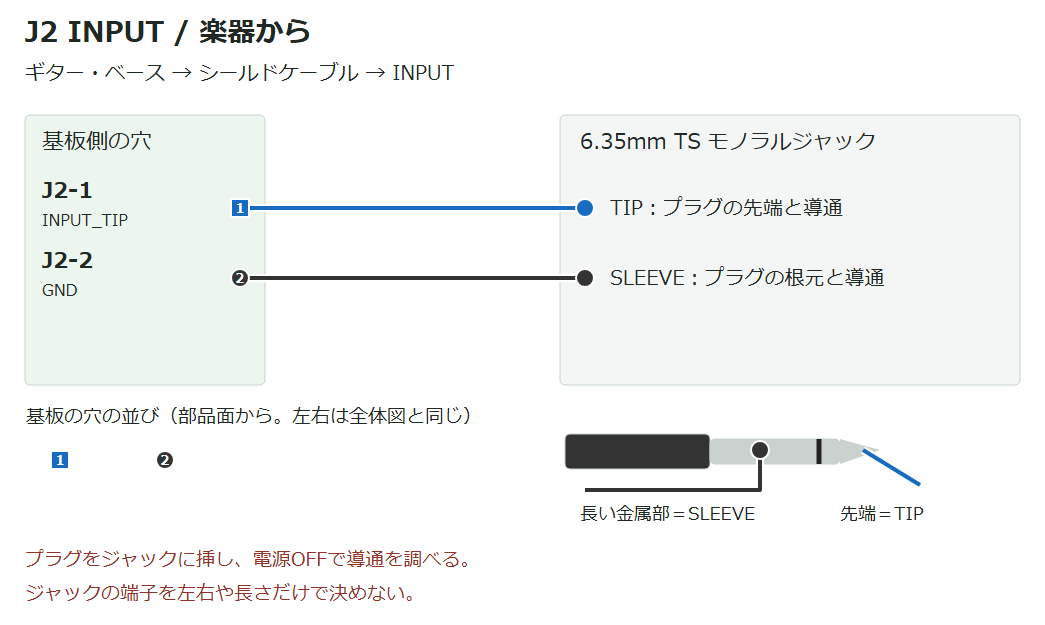 J2 INPUT / 楽器から
ギター・ベース → シールドケーブル → INPUT
基板側の穴
J2-1
INPUT_TIP
1
J2-2
GND
2
6.35mm TS モノラルジャック
TIP：プラグの先端と導通
SLEEVE：プラグの根元と導通
基板の穴の並び（部品面から。左右は全体図と同じ）
1 2
長い金属部＝SLEEVE
先端＝TIP
プラグをジャックに挿し、電源OFFで導通を調べる。
ジャックの端子を左右や長さだけで決めない。